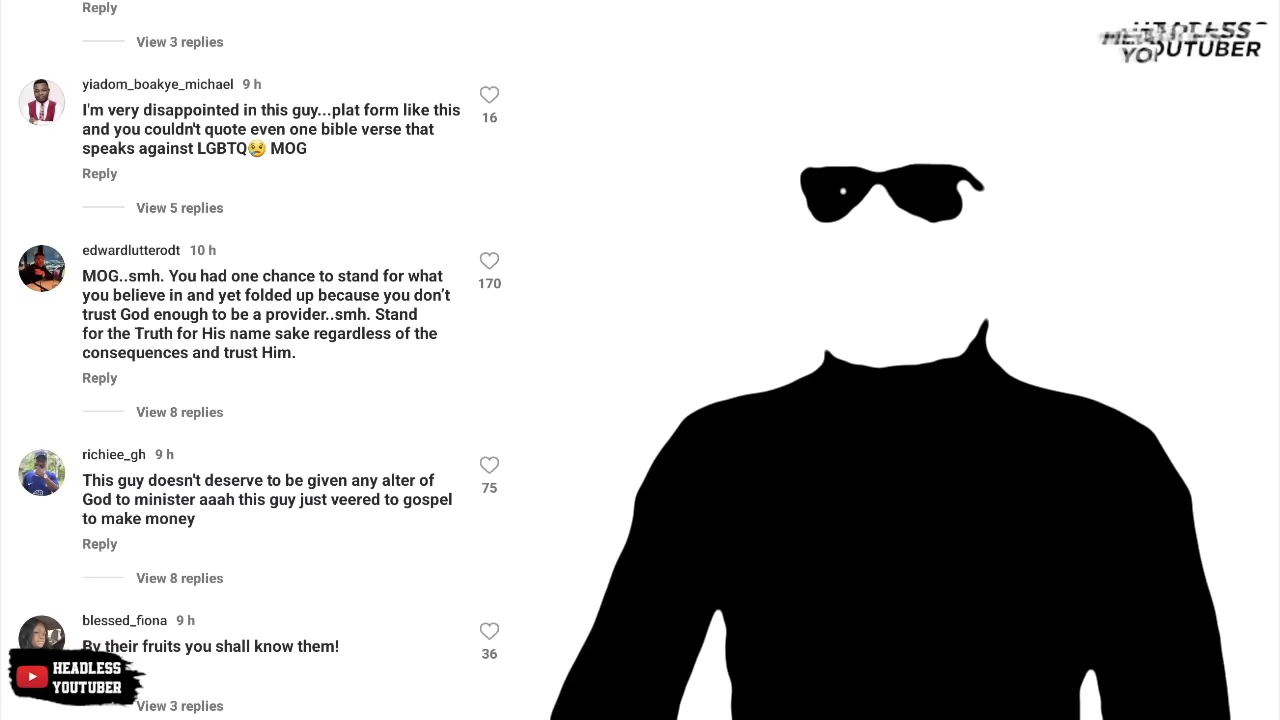 Reply
View 3 replies
yiadom_boakye_michael 9 h
I'm very disappointed in this guy...plat form like this
and you couldn't quote even one bible verse that
speaks against LGBTQ😢 MOG
16
Reply
View 5 replies
edwardlutterodt 10 h
MOG..smh. You had one chance to stand for what
you believe in and yet folded up because you don’t
trust God enough to be a provider..smh. Stand
for the Truth for His name sake regardless of the
consequences and trust Him.
170
Reply
View 8 replies
richiee_gh 9 h
This guy doesn't deserve to be given any alter of
God to minister aaah this guy just veered to gospel
to make money
75
Reply
View 8 replies
blessed_fiona 9 h
By their fruits you shall know them!
36
View 3 replies
HEADLESS
YOUTUBER
YOUTUBER